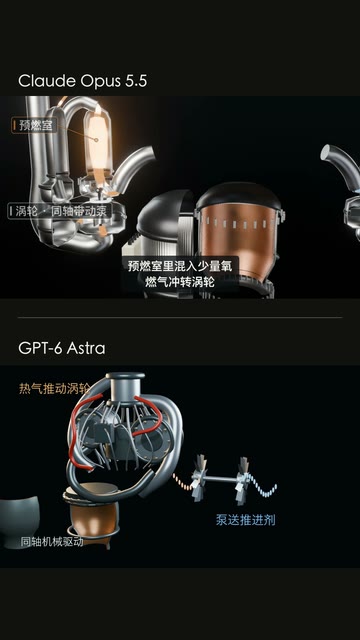 Claude Opus 5.5
预燃室
涡轮 · 同轴带动泵
预燃室里混入少量氧
燃气冲转涡轮
GPT-6 Astra
热气推动涡轮
泵送推进剂
同轴机械驱动